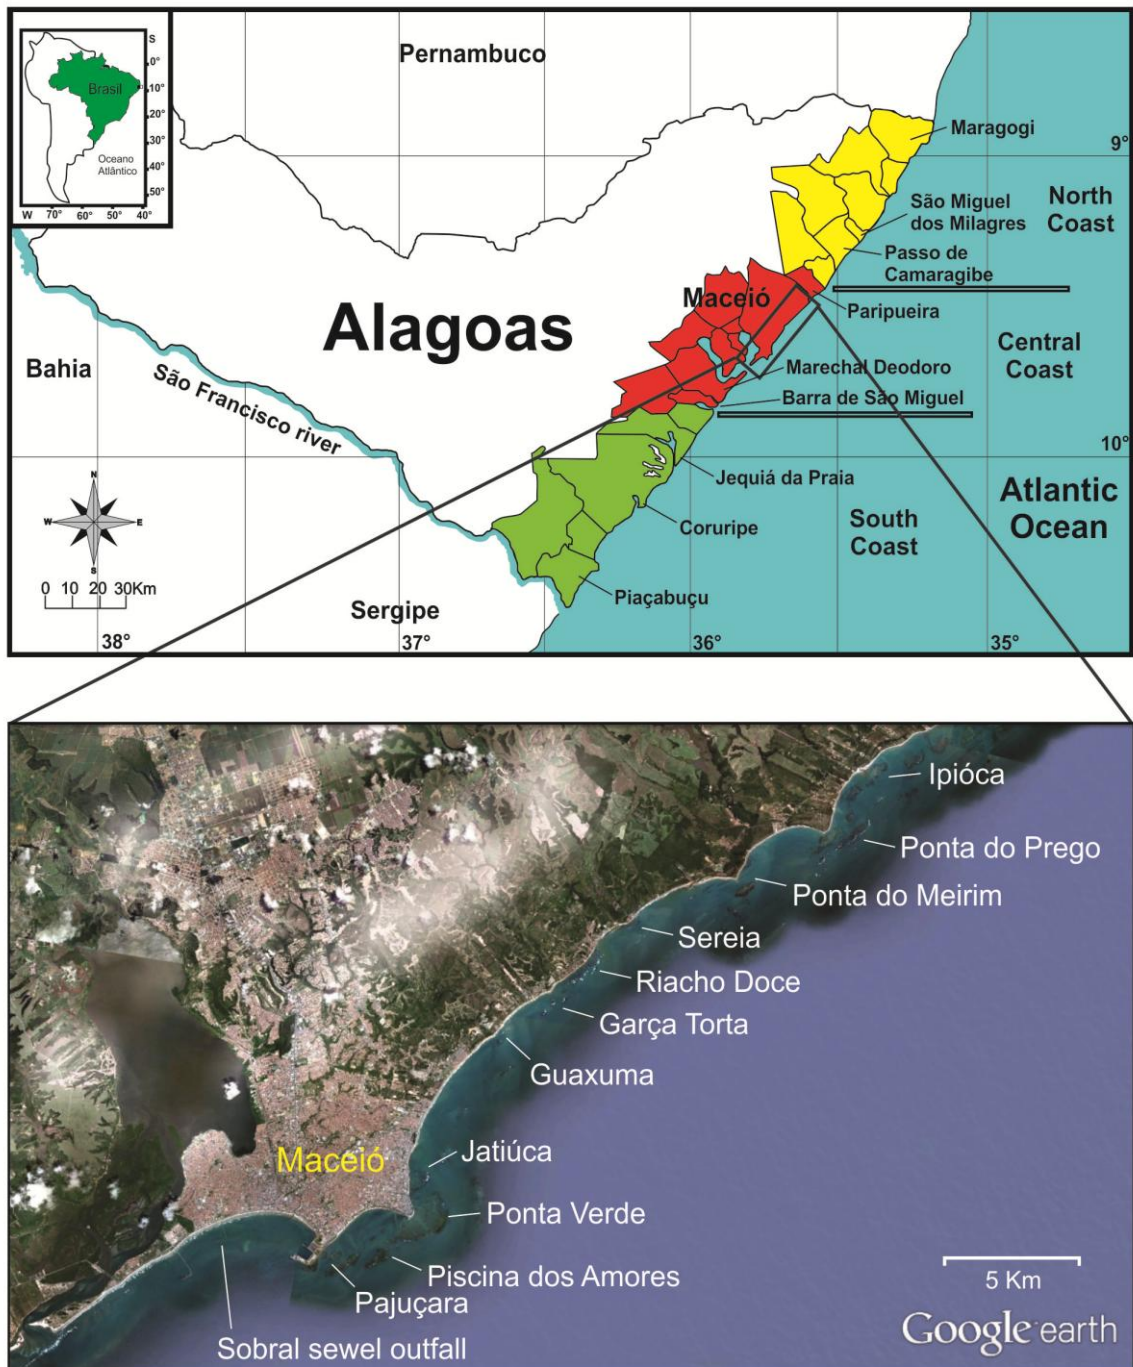 Pernambuco
S
0°
10°
20°
30°
40°
50°
Brasil
Oceano
Atlântico
W 70° 60° 50° 40°
Maragogi
9°
São Miguel
dos Milagres
North
Coast
Passo de
Camaragibe
Maceió
Paripueira
Alagoas
Central
Coast
Bahia
Marechal Deodoro
São Francisco river
Barra de São Miguel
10°
Jequiá da Praia
Atlantic
Ocean
N
W E
S
Coruripe
South
Coast
0 10 20 30Km
Piaçabuçu
Sergipe
38° 37° 36° 35°
Ipióca
Ponta do Prego
Ponta do Meirim
Sereia
Riacho Doce
Garça Torta
Guaxuma
Jatiúca
Maceió
Ponta Verde
Piscina dos Amores
5 Km
Pajuçara
Sobral sewel outfall
Google earth